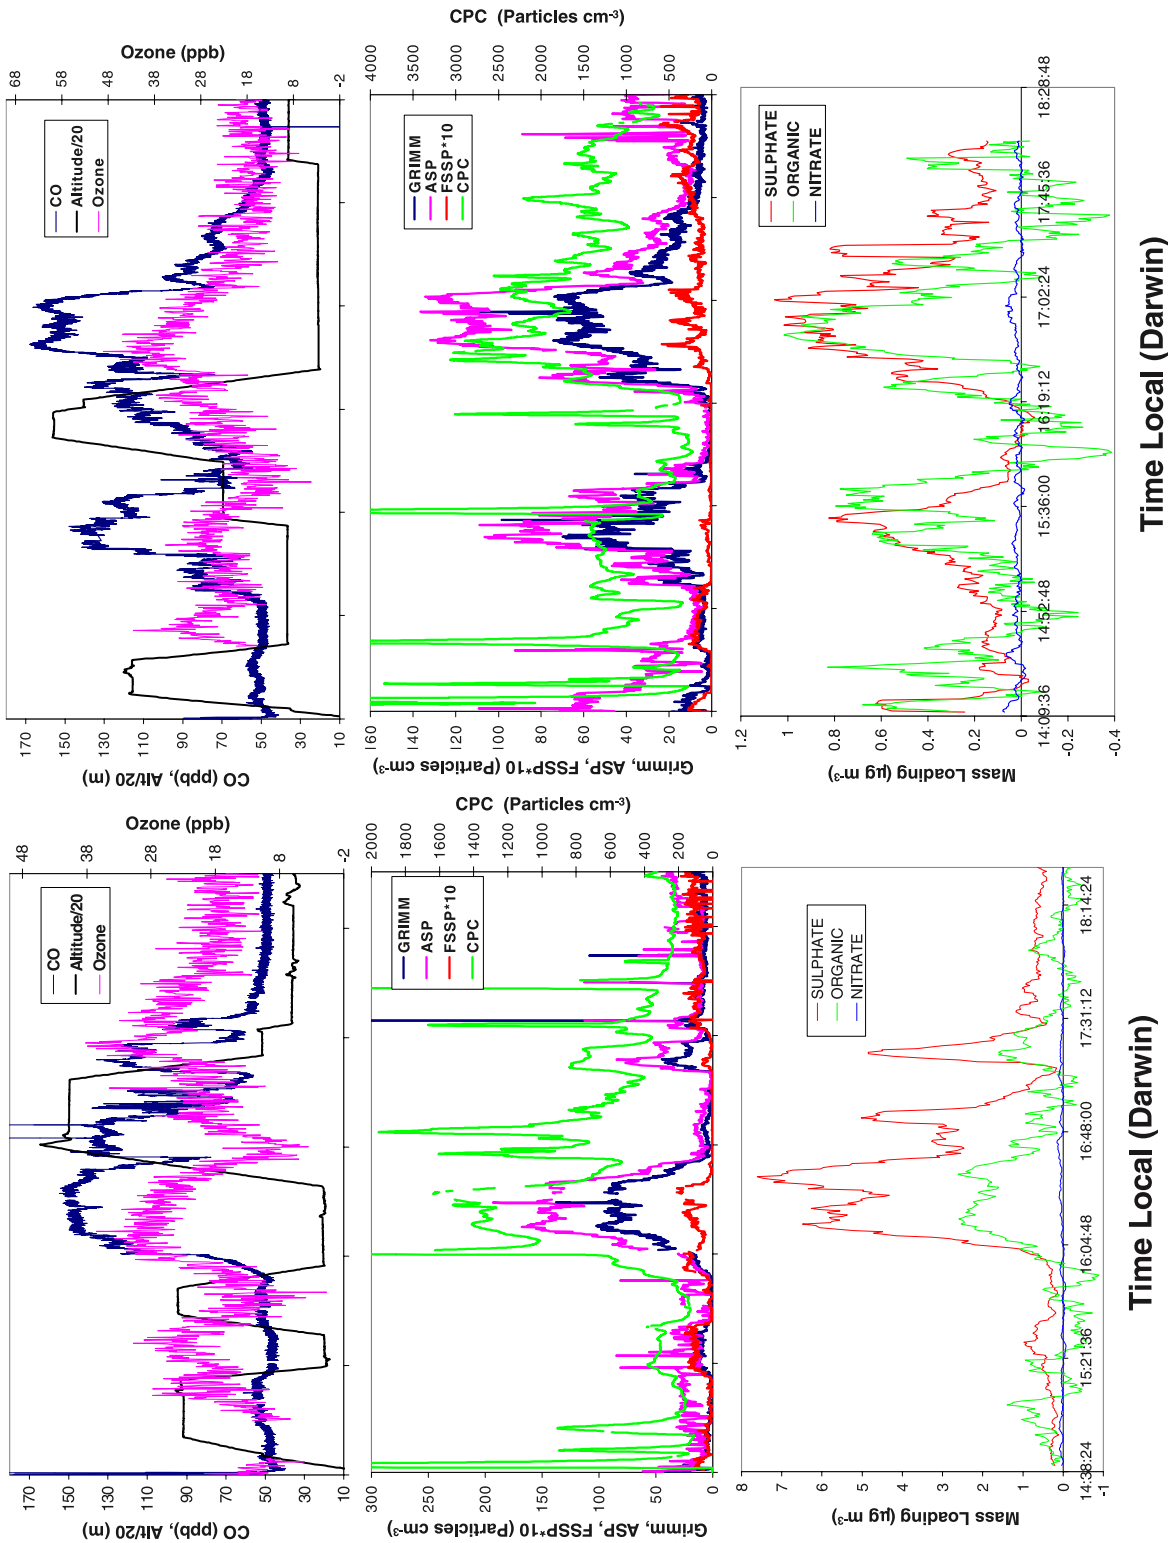 CO (ppb), Alt/20 (m)
170
130
90
50
10
CO
Altitude/20
Ozone
48
38
28
18
8
-2
Ozone (ppb)
CO (ppb), Alt/20 (m)
170
130
90
50
10
CO
Altitude/20
Ozone
68
58
48
38
28
18
8
-2
Ozone (ppb)
Grimm, ASP, FSSP*10 (Particles cm-3)
300
250
200
150
100
50
0
GRIMM
ASP
FSSP*10
CPC
2000
1800
1600
1400
1200
1000
800
600
400
200
0
CPC (Particles cm-3)
Grimm, ASP, FSSP*10 (Particles cm-3)
160
140
120
100
80
60
40
20
0
GRIMM
ASP
FSSP*10
CPC
4000
3500
3000
2500
2000
1500
1000
500
0
CPC (Particles cm-3)
Mass Loading (µg m-3)
8
7
6
5
4
3
2
1
0
-1
SULPHATE
ORGANIC
NITRATE
14:38:24
15:21:36
16:04:48
16:48:00
17:31:12
18:14:24
Time Local (Darwin)
Mass Loading (µg m-3)
1.2
1
0.8
0.6
0.4
0.2
0
-0.2
-0.4
SULPHATE
ORGANIC
NITRATE
14:09:36
14:52:48
15:36:00
16:19:12
17:02:24
17:45:36
18:28:48
Time Local (Darwin)